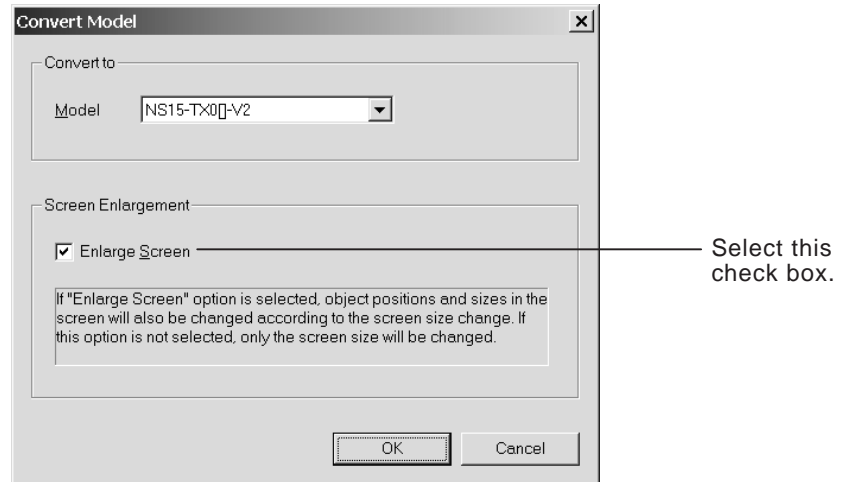 Convert Model
Convert to
Model NS15-TX0[]-V2
Screen Enlargement
Enlarge Screen
Select this
check box.
If "Enlarge Screen" option is selected, object positions and sizes in the
screen will also be changed according to the screen size change. If
this option is not selected, only the screen size will be changed.
OK Cancel